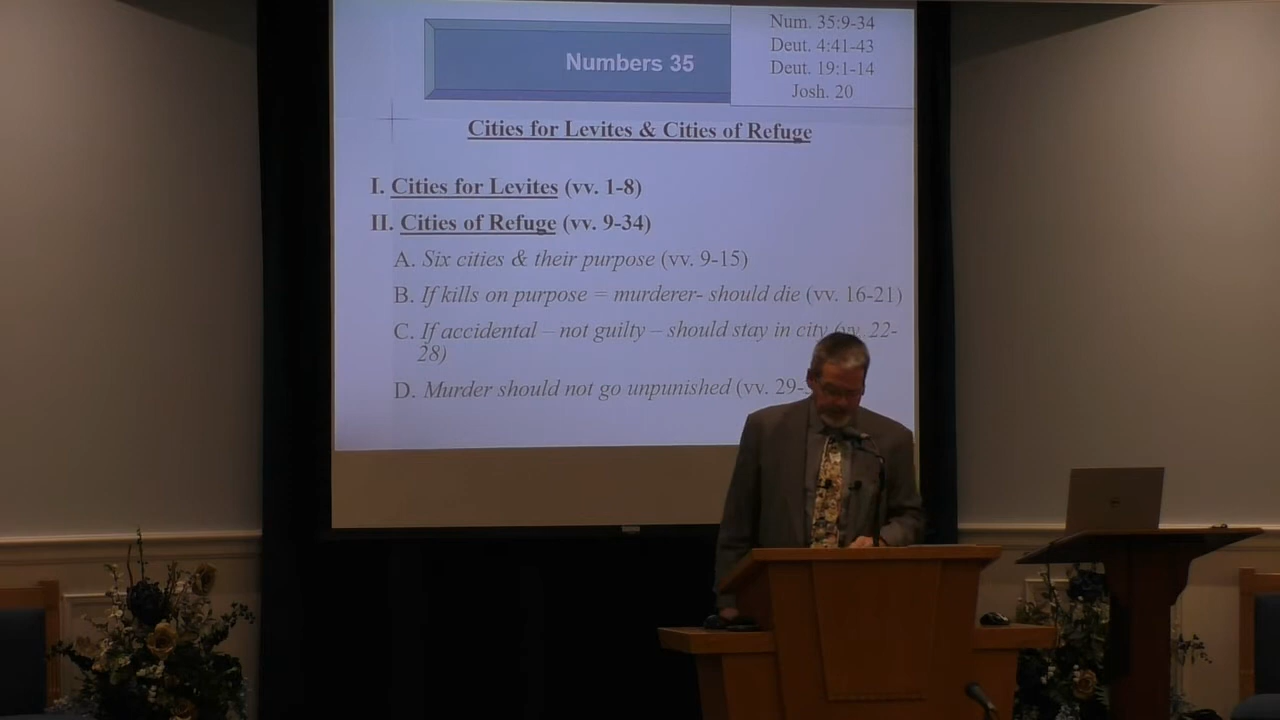 Numbers 35
Num. 35:9-34
Deut. 4:41-43
Deut. 19:1-14
Josh. 20
Cities for Levites & Cities of Refuge
I. Cities for Levites (vv. 1-8)
II. Cities of Refuge (vv. 9-34)
A. Six cities & their purpose (vv. 9-15)
B. If kills on purpose = murderer- should die (vv. 16-21)
C. If accidental – not guilty – should stay in city (vv. 22-
28)
D. Murder should not go unpunished (vv. 29-